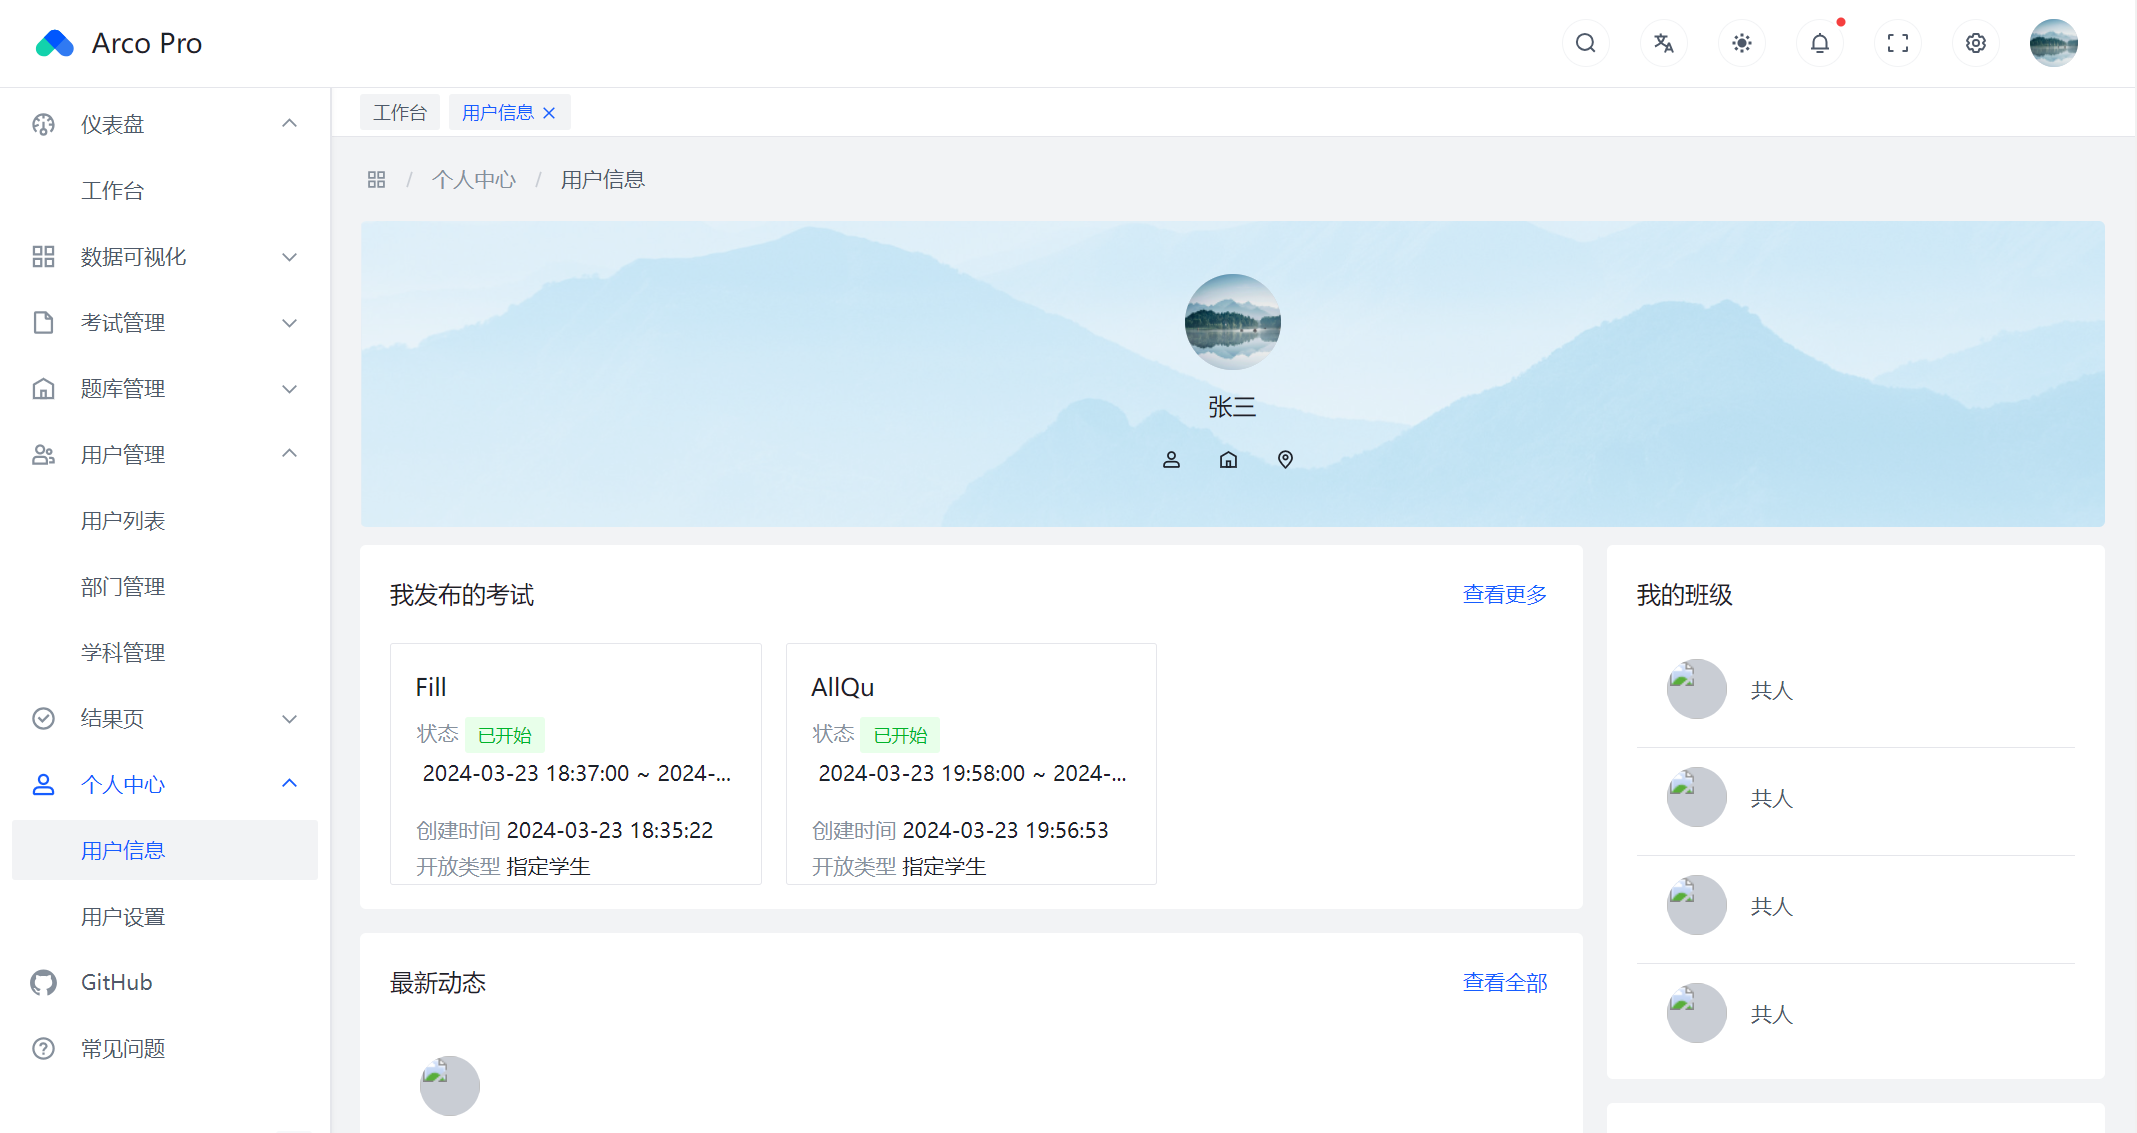 Arco Pro
仪表盘
工作台
数据可视化
考试管理
题库管理
用户管理
用户列表
部门管理
学科管理
结果页
个人中心
用户信息
用户设置
GitHub
常见问题
工作台
用户信息
/ 个人中心 / 用户信息
张三
我发布的考试
查看更多
Fill
状态 已开始
2024-03-23 18:37:00 ~ 2024-...
创建时间 2024-03-23 18:35:22
开放类型 指定学生
AllQu
状态 已开始
2024-03-23 19:58:00 ~ 2024-...
创建时间 2024-03-23 19:56:53
开放类型 指定学生
最新动态
查看全部
我的班级
共人
共人
共人
共人